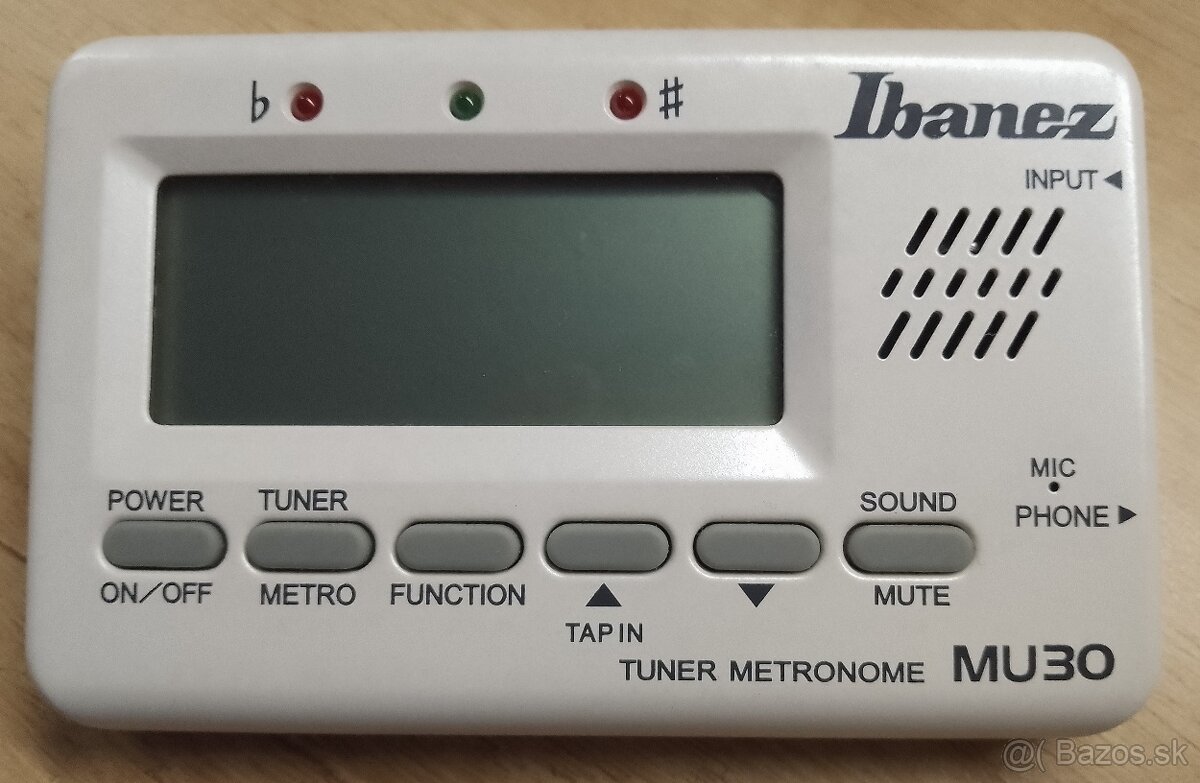 ♭ ♯
Ibanez
INPUT ◀
MIC
PHONE ▶
POWER
ON/OFF
TUNER
METRO
FUNCTION
▲
TAP IN
▼
SOUND
MUTE
TUNER METRONOME MU30
@( Bazos.sk